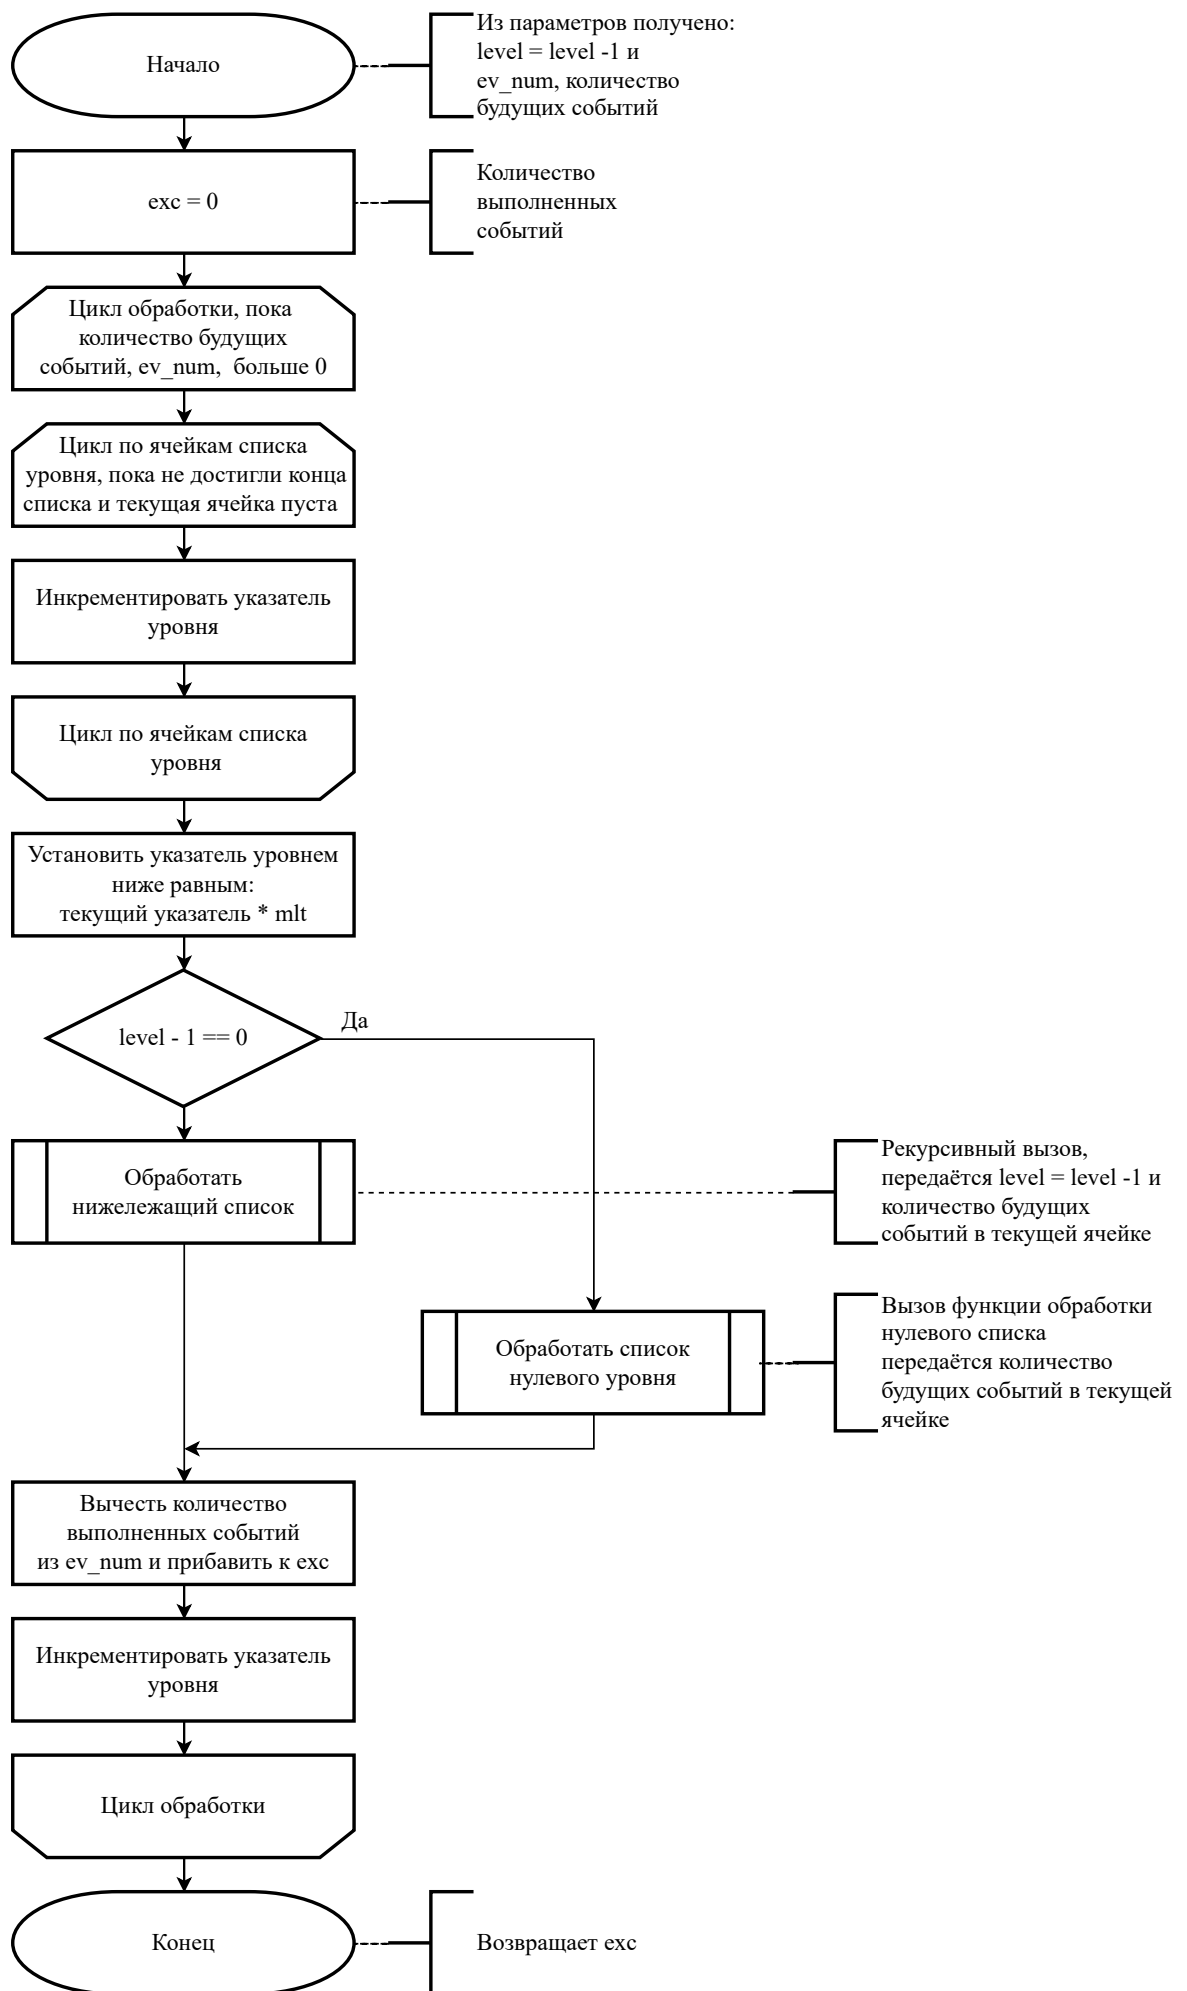 Начало
Из параметров получено:
level = level -1 и
ev_num, количество
будущих событий
exc = 0
Количество
выполненных
событий
Цикл обработки, пока
количество будущих
событий, ev_num,  больше 0
Цикл по ячейкам списка
уровня, пока не достигли конца
списка и текущая ячейка пуста
Инкрементировать указатель
уровня
Цикл по ячейкам списка
уровня
Установить указатель уровнем
ниже равным:
текущий указатель * mlt
level - 1 == 0
Да
Обработать
нижележащий список
Рекурсивный вызов,
передаётся level = level -1 и
количество будущих
событий в текущей ячейке
Обработать список
нулевого уровня
Вызов функции обработки
нулевого списка
передаётся количество
будущих событий в текущей
ячейке
Вычесть количество
выполненных событий
из ev_num и прибавить к exc
Инкрементировать указатель
уровня
Цикл обработки
Конец
Возвращает exc